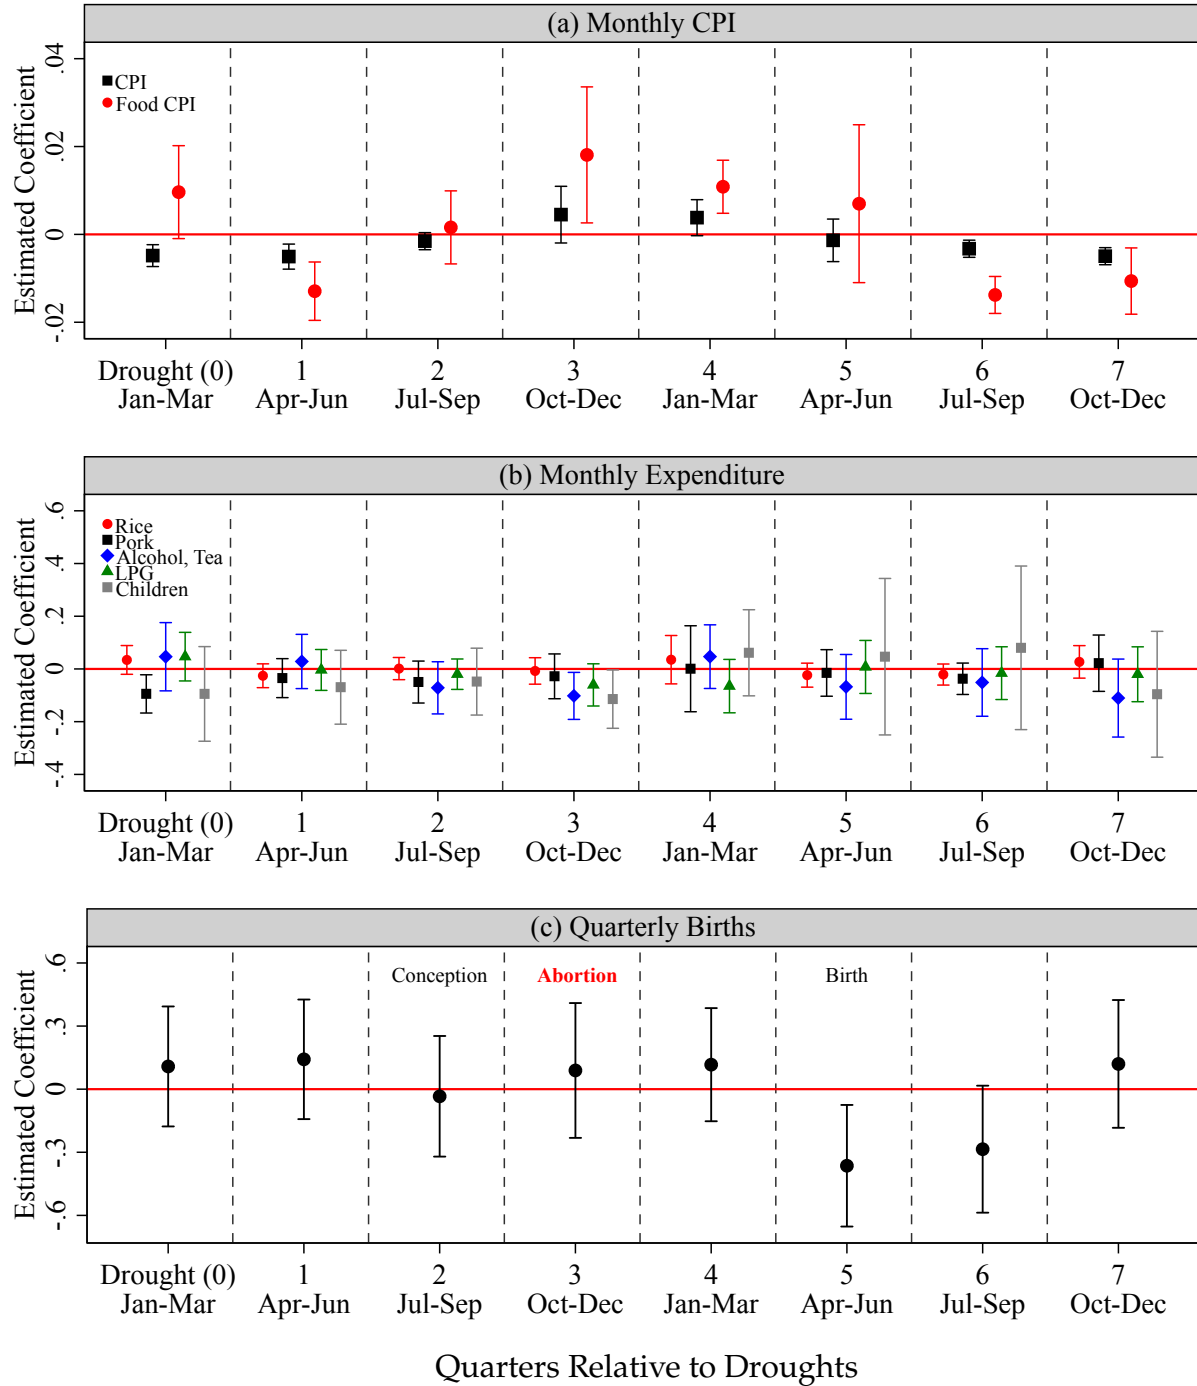 (a) Monthly CPI
Estimated Coefficient
.04
.02
0
-.02
CPI
Food CPI
Drought (0) 1 2 3 4 5 6 7
Jan-Mar Apr-Jun Jul-Sep Oct-Dec Jan-Mar Apr-Jun Jul-Sep Oct-Dec
(b) Monthly Expenditure
Estimated Coefficient
.6
.4
.2
0
-.2
-.4
Rice
Pork
Alcohol, Tea
LPG
Children
Drought (0) 1 2 3 4 5 6 7
Jan-Mar Apr-Jun Jul-Sep Oct-Dec Jan-Mar Apr-Jun Jul-Sep Oct-Dec
(c) Quarterly Births
Estimated Coefficient
.6
.3
0
-.3
-.6
Conception Abortion Birth
Drought (0) 1 2 3 4 5 6 7
Jan-Mar Apr-Jun Jul-Sep Oct-Dec Jan-Mar Apr-Jun Jul-Sep Oct-Dec
Quarters Relative to Droughts